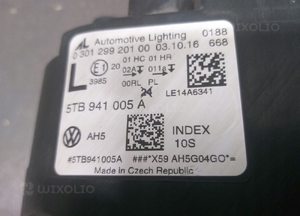 AL Automotive Lighting 0188
0 301 299 201 00 03.10.16 668
L E1 20 01 HC 01 HR
02A 011a
3985 00RL PL
LE14A6341
5TB 941 005 A
AH5 INDEX
10S
#5TB941005A ###*X59 AH5G04GO*=
Made in Czech Republic
WIXOLIO